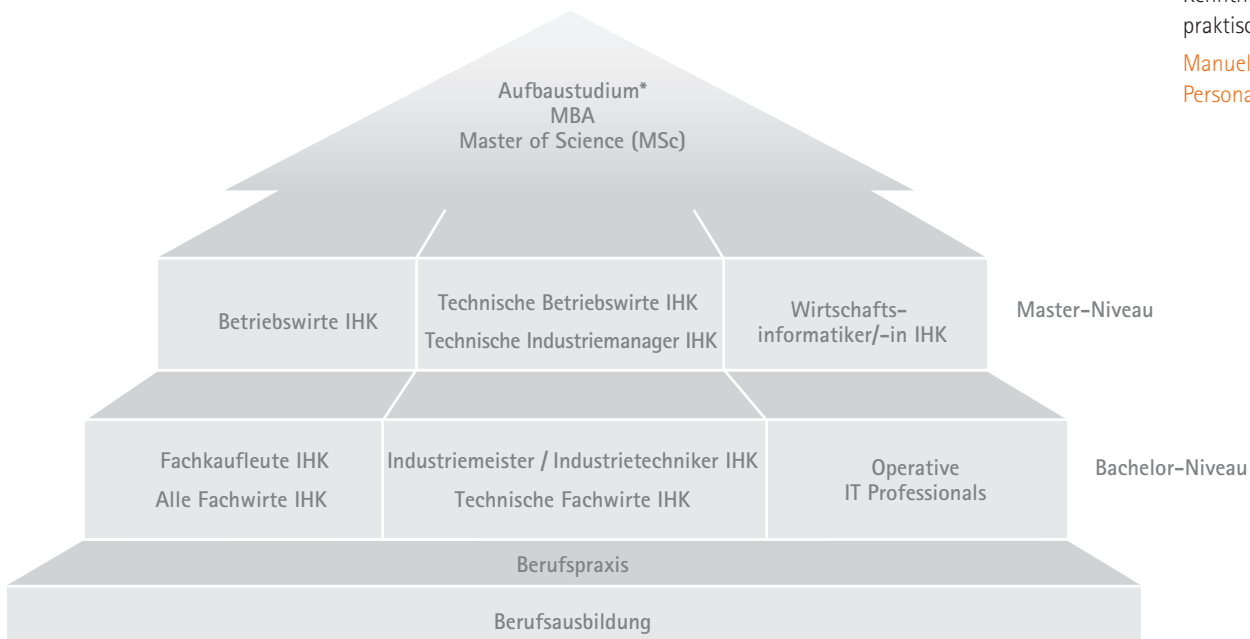 praktisc
Manuel
Persona
Aufbaustudium*
MBA
Master of Science (MSc)
Betriebswirte IHK
Technische Betriebswirte IHK
Technische Industriemanager IHK
Wirtschafts-
informatiker/-in IHK
Master-Niveau
Fachkaufleute IHK
Alle Fachwirte IHK
Industriemeister / Industrietechniker IHK
Technische Fachwirte IHK
Operative
IT Professionals
Bachelor-Niveau
Berufspraxis
Berufsausbildung